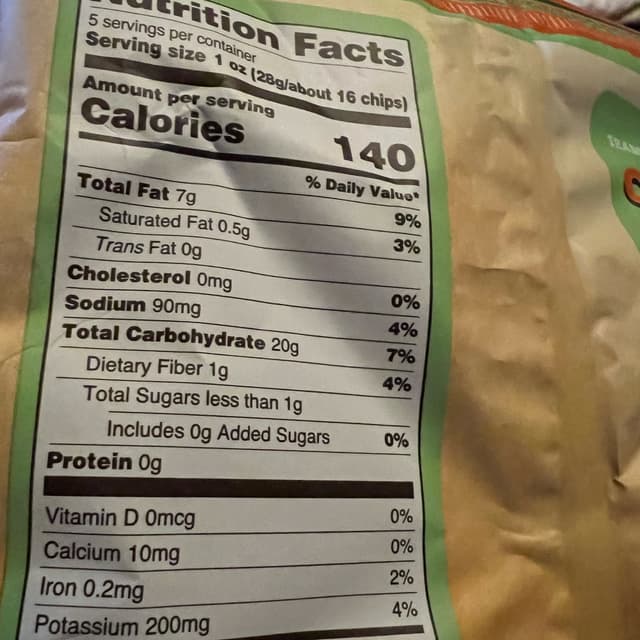 Nutrition Facts
5 servings per container
Serving size 1 oz (28g/about 16 chips)
Amount per serving
Calories 140
% Daily Value*
Total Fat 7g 9%
Saturated Fat 0.5g 3%
Trans Fat 0g
Cholesterol 0mg 0%
Sodium 90mg 4%
Total Carbohydrate 20g 7%
Dietary Fiber 1g 4%
Total Sugars less than 1g
Includes 0g Added Sugars 0%
Protein 0g
Vitamin D 0mcg 0%
Calcium 10mg 0%
Iron 0.2mg 2%
Potassium 200mg 4%